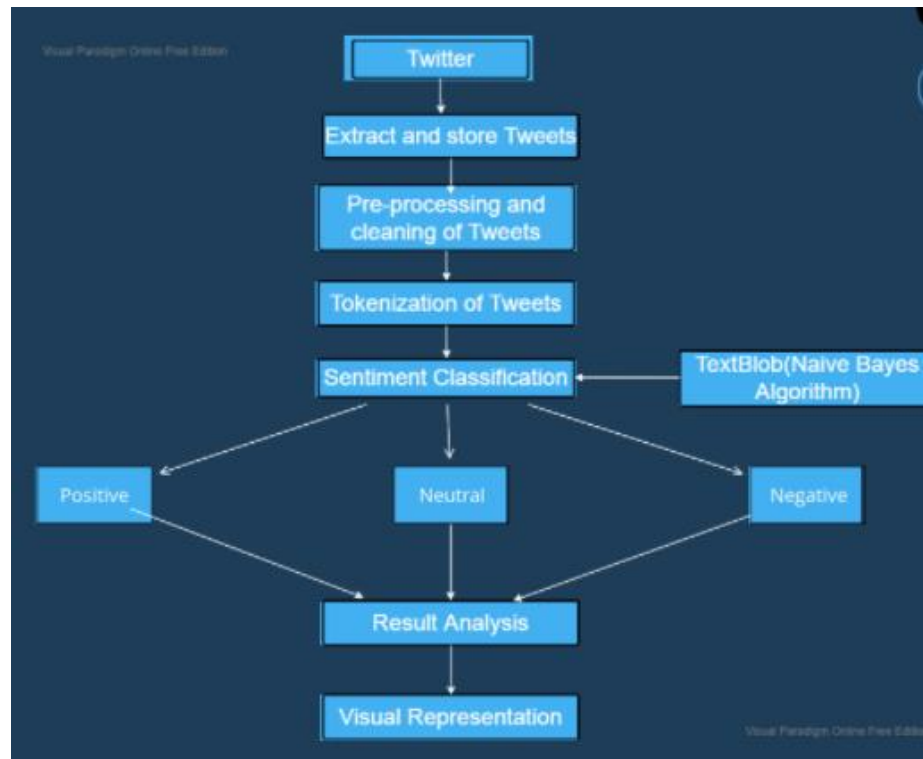 Visual Paradigm Online Free Edition
Twitter
Extract and store Tweets
Pre-processing and
cleaning of Tweets
Tokenization of Tweets
Sentiment Classification
TextBlob(Naive Bayes
Algorithm)
Positive
Neutral
Negative
Result Analysis
Visual Representation
Visual Paradigm Online Free Editio